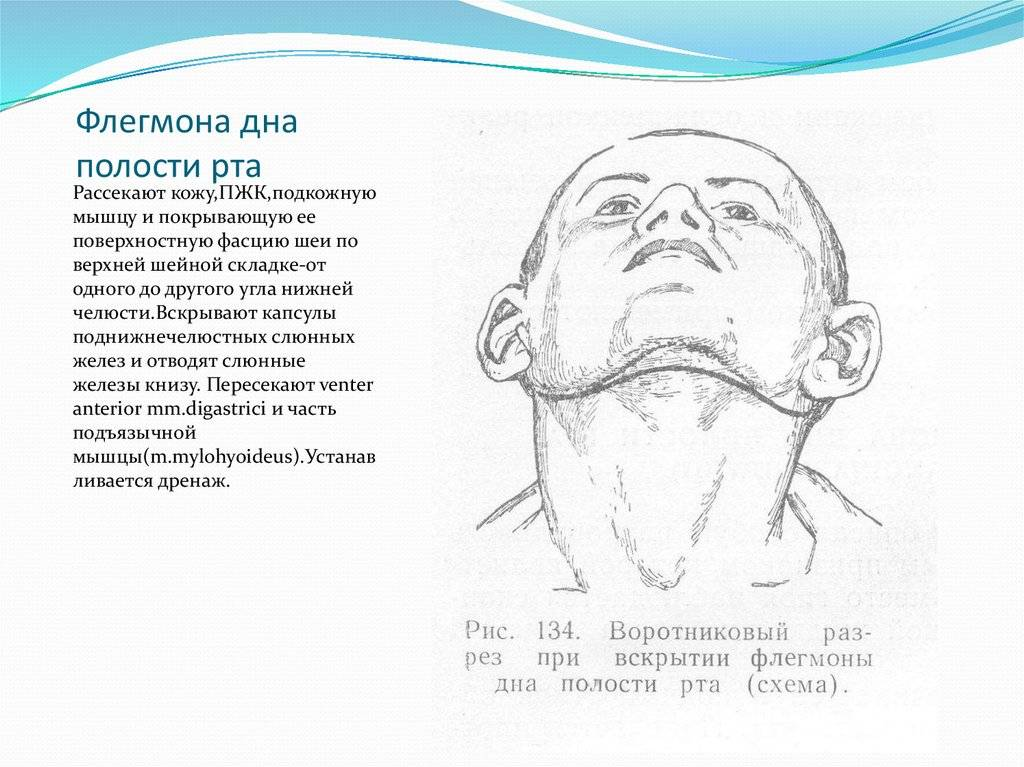 Флегмона дна
полости рта
Рассекают кожу,ПЖК,подкожную
мышцу и покрывающую ее
поверхностную фасцию шеи по
верхней шейной складке-от
одного до другого угла нижней
челюсти.Вскрывают капсулы
поднижнечелюстных слюнных
желез и отводят слюнные
железы книзу. Пересекают venter
anterior mm.digastrici и часть
подъязычной
мышцы(m.mylohyoideus).Устанав
ливается дренаж.
Рис. 134. Воротниковый раз-
рез при вскрытии флегмоны
дна полости рта (схема).